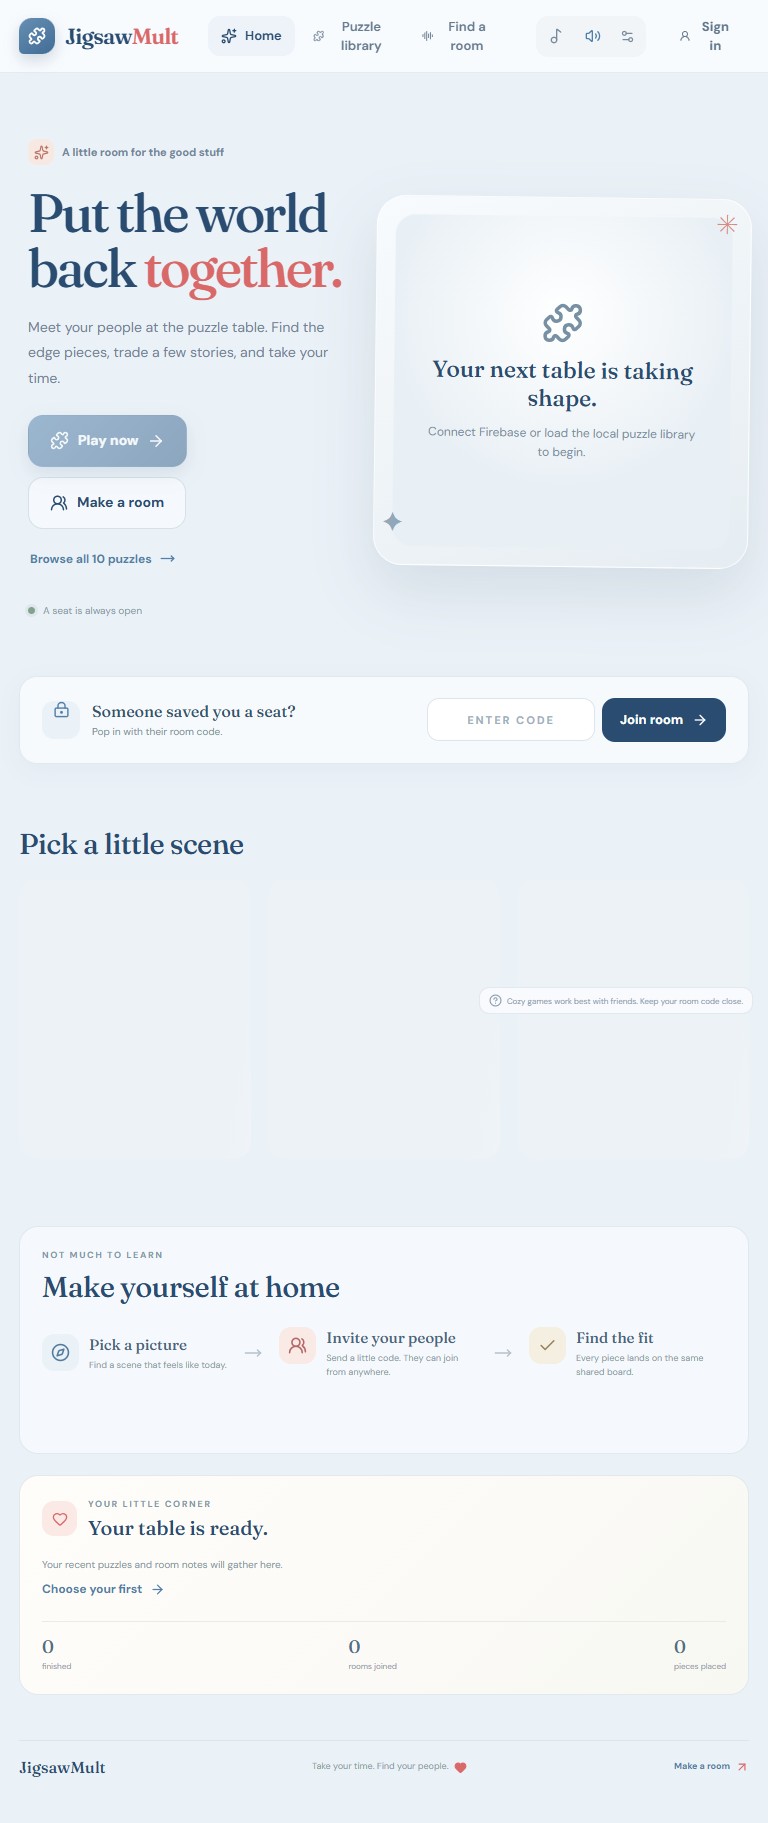 JigsawMult
Home
Puzzle
library
Find a
room
Sign
in
A little room for the good stuff
Put the world
back together.
Meet your people at the puzzle table. Find the
edge pieces, trade a few stories, and take your
time.
Play now
Make a room
Browse all 10 puzzles
A seat is always open
Your next table is taking
shape.
Connect Firebase or load the local puzzle library
to begin.
Someone saved you a seat?
Pop in with their room code.
ENTER CODE
Join room
Pick a little scene
Cozy games work best with friends. Keep your room code close.
NOT MUCH TO LEARN
Make yourself at home
Pick a picture
Find a scene that feels like today.
Invite your people
Send a little code. They can join
from anywhere.
Find the fit
Every piece lands on the same
shared board.
YOUR LITTLE CORNER
Your table is ready.
Your recent puzzles and room notes will gather here.
Choose your first
0
finished
0
rooms joined
0
pieces placed
JigsawMult
Take your time. Find your people.
Make a room